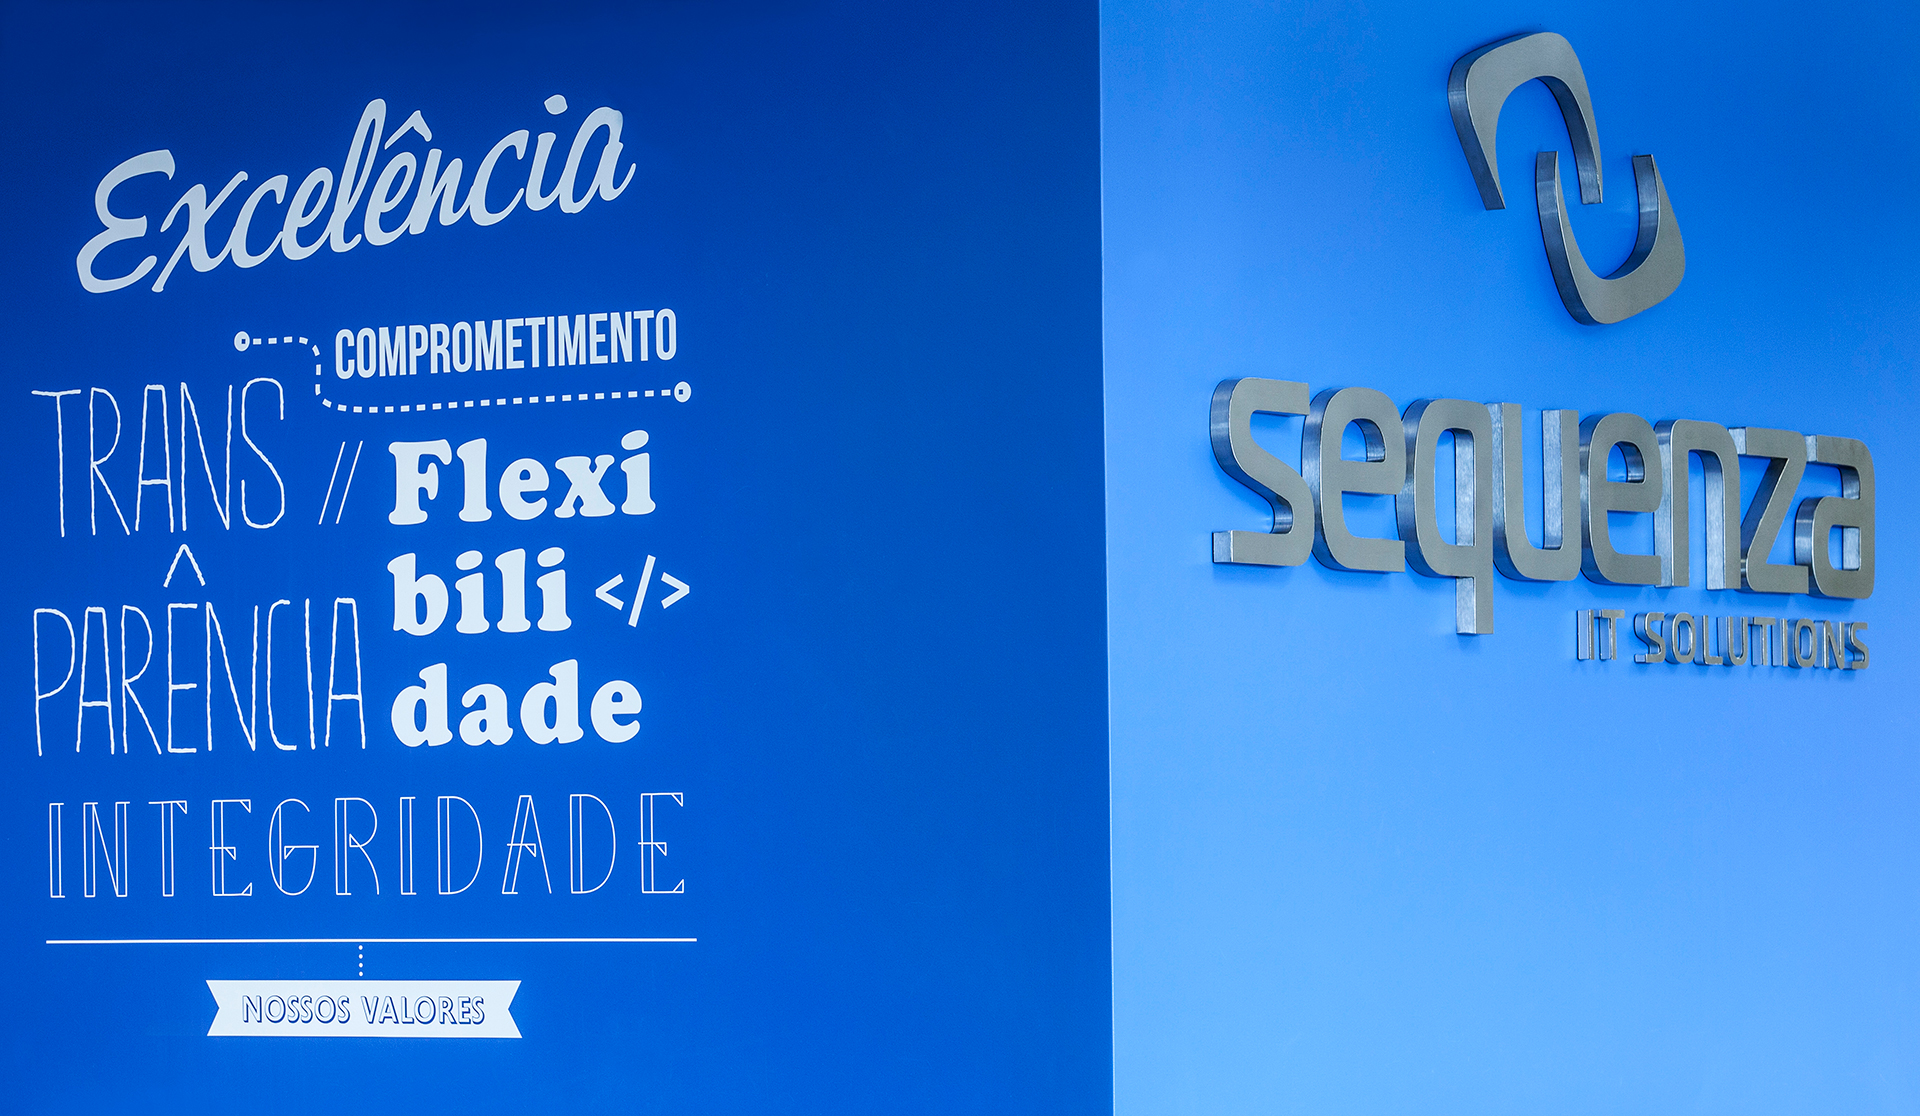 Excelência
COMPROMETIMENTO
TRANS //
PARÊNCIA
Flexi
bili </>
dade
INTEGRIDADE
NOSSOS VALORES
sequenza
IT SOLUTIONS